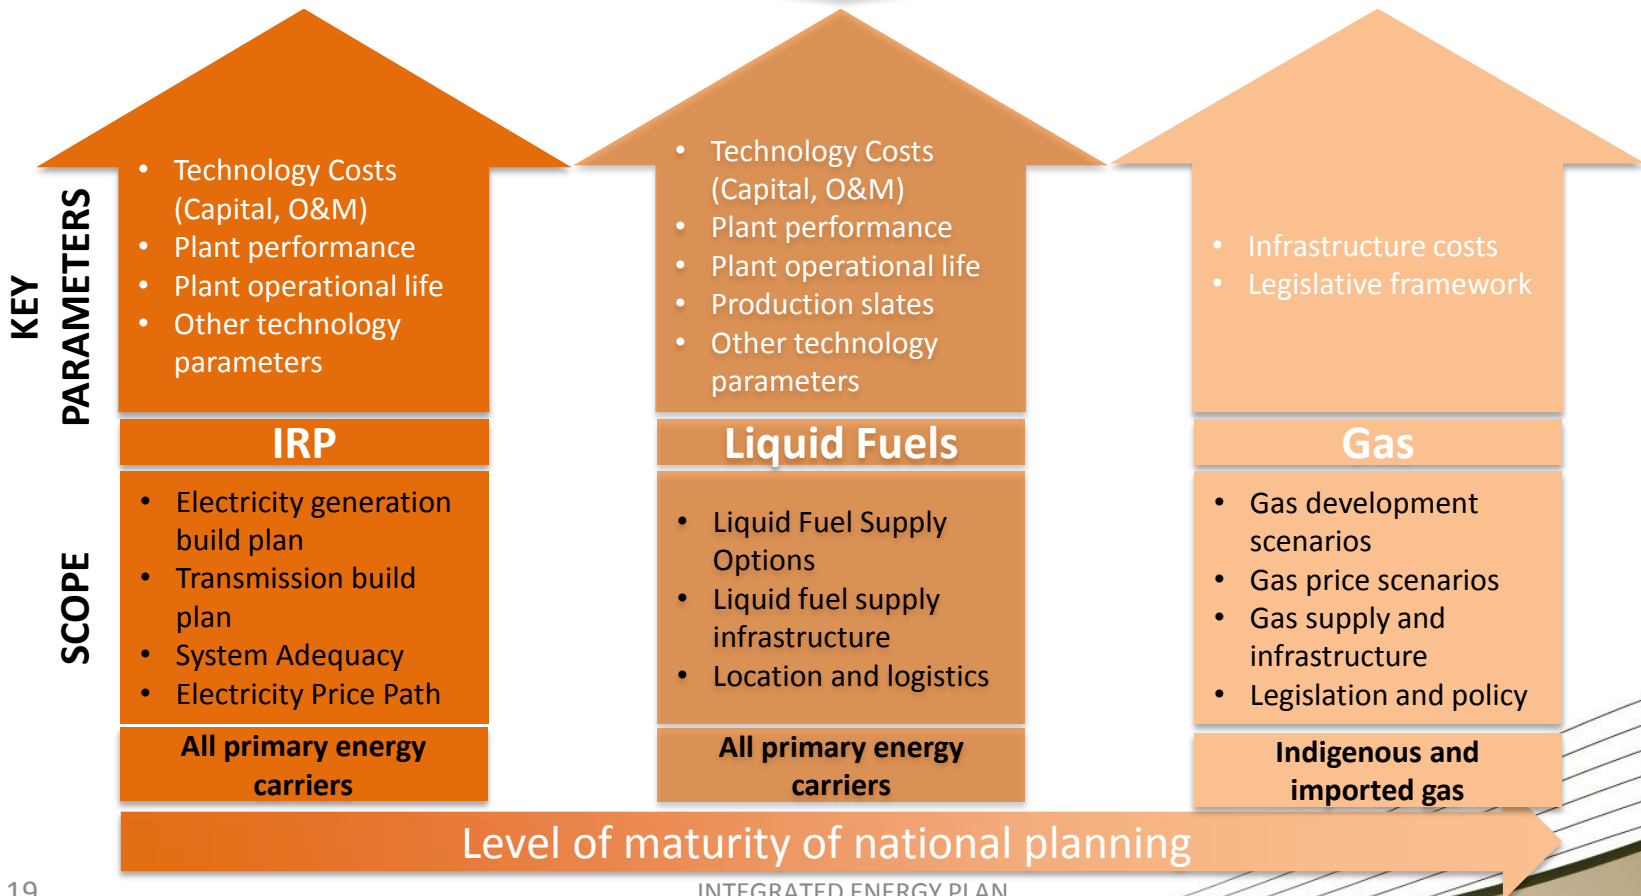 KEY
PARAMETERS
• Technology Costs
(Capital, O&M)
• Plant performance
• Plant operational life
• Other technology
parameters
• Technology Costs
(Capital, O&M)
• Plant performance
• Plant operational life
• Production slates
• Other technology
parameters
• Infrastructure costs
• Legislative framework
IRP
Liquid Fuels
Gas
SCOPE
• Electricity generation
build plan
• Transmission build
plan
• System Adequacy
• Electricity Price Path
• Liquid Fuel Supply
Options
• Liquid fuel supply
infrastructure
• Location and logistics
• Gas development
scenarios
• Gas price scenarios
• Gas supply and
infrastructure
• Legislation and policy
All primary energy
carriers
All primary energy
carriers
Indigenous and
imported gas
Level of maturity of national planning
19
INTEGRATED ENERGY PLAN